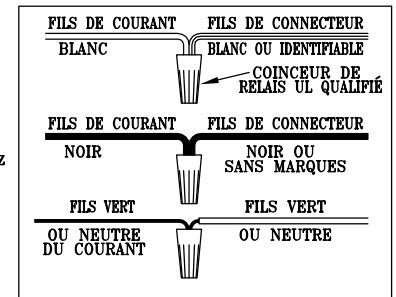 FILS DE COURANT FILS DE CONNECTEUR
BLANC BLANC OU IDENTIFIABLE
COINCEUR DE
RELAIS UL QUALIFIÉ
FILS DE COURANT FILS DE CONNECTEUR
NOIR NOIR OU
SANS MARQUES
Z
FILS VERT FILS VERT
OU NEUTRE OU NEUTRE
DU COURANT